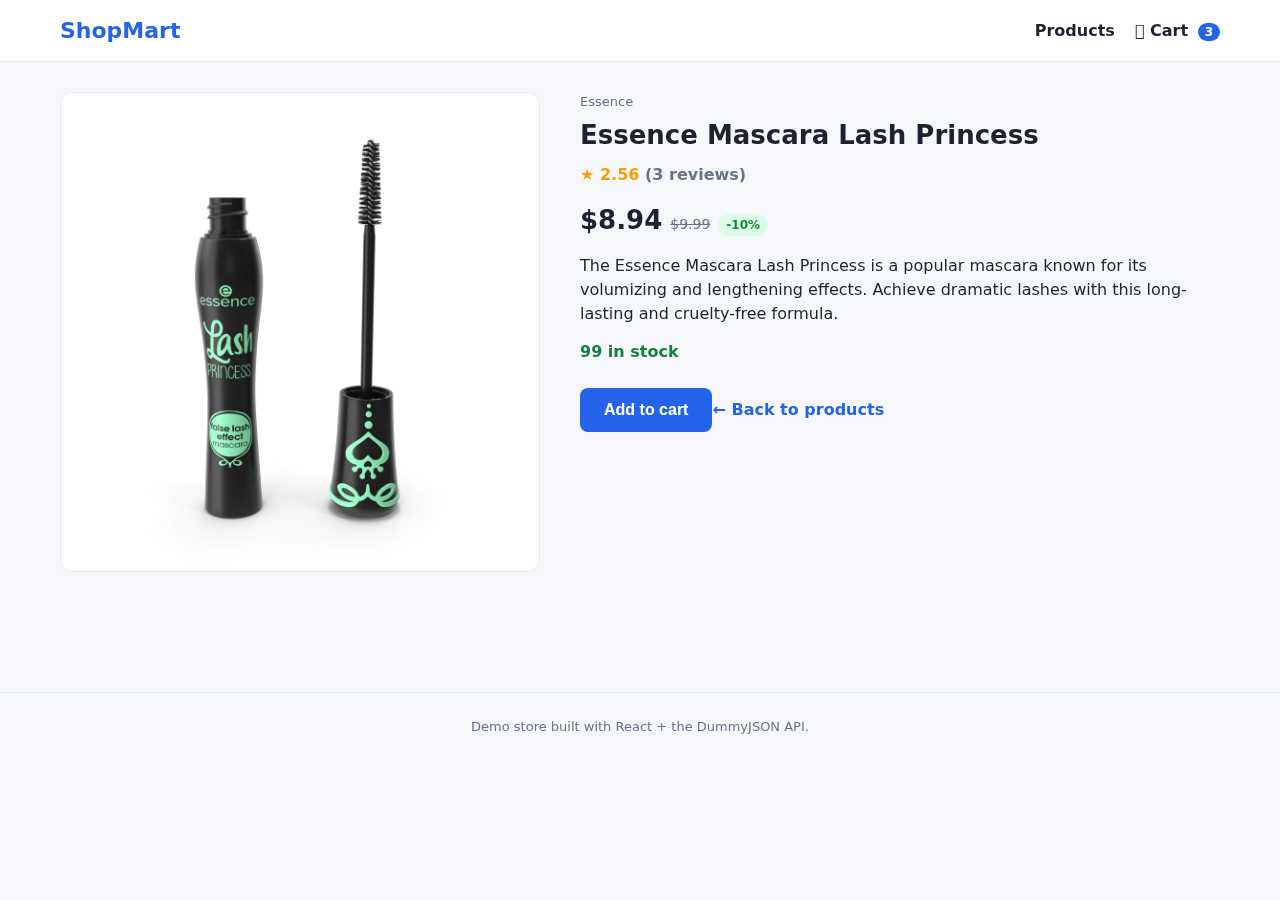 ShopMart
Products Cart 3
Essence
Essence Mascara Lash Princess
★ 2.56 (3 reviews)
$8.94 $9.99 -10%
The Essence Mascara Lash Princess is a popular mascara known for its
volumizing and lengthening effects. Achieve dramatic lashes with this long-
lasting and cruelty-free formula.
99 in stock
Add to cart ← Back to products
essence
Lash
PRINCESS
false lash
effect
mascara
Demo store built with React + the DummyJSON API.